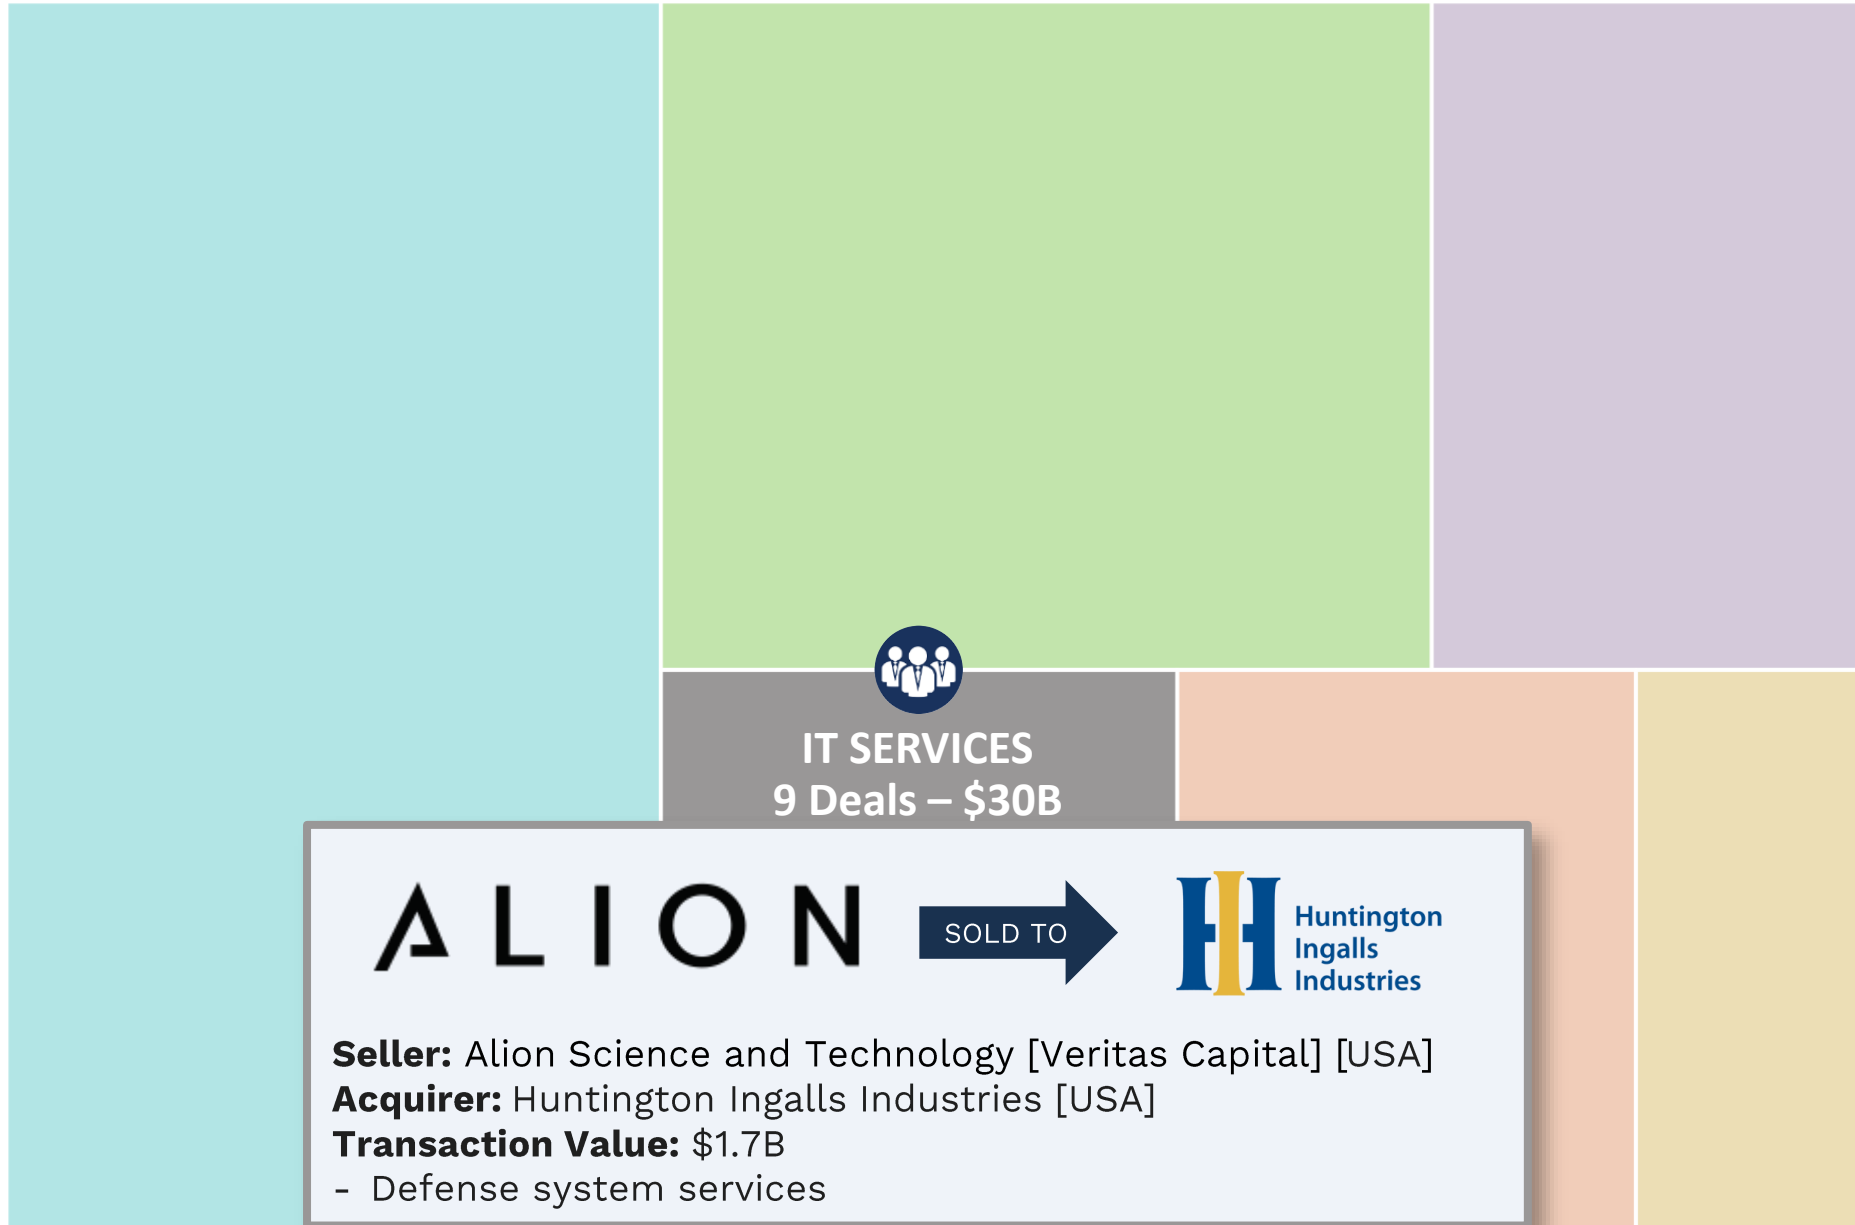 IT SERVICES
9 Deals – $30B
ALION
SOLD TO
Huntington
Ingalls
Industries
Seller: Alion Science and Technology [Veritas Capital] [USA]
Acquirer: Huntington Ingalls Industries [USA]
Transaction Value: $1.7B
- Defense system services